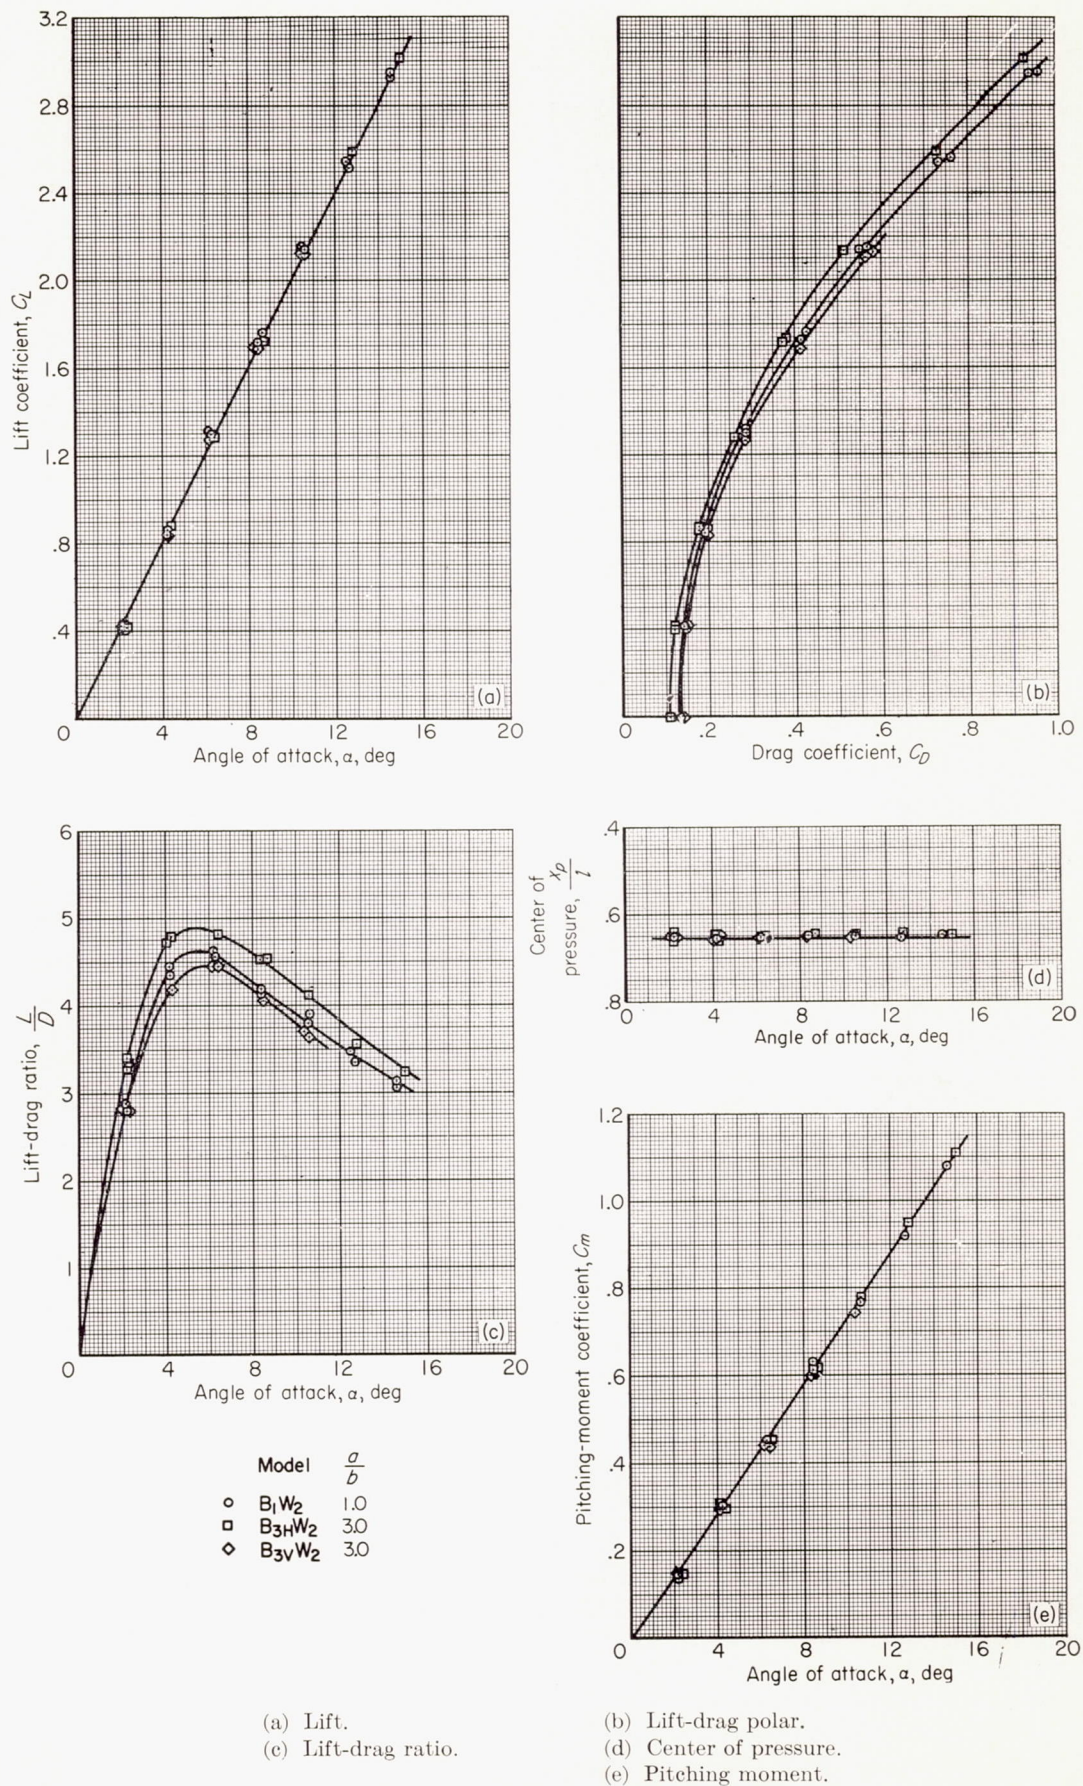 3.2
2.8
2.4
2.0
1.6
1.2
.8
.4
0
Lift coefficient, C_L
0 4 8 12 16 20
Angle of attack, α, deg
(a)
0 .2 .4 .6 .8 1.0
Drag coefficient, C_D
(b)
6
5
4
3
2
1
0 4 8 12 16 20
Lift-drag ratio, L/D
Angle of attack, α, deg
(c)
.4
.6
.8
Center of pressure, x_p/l
0 4 8 12 16 20
Angle of attack, α, deg
(d)
1.2
1.0
.8
.6
.4
.2
0 4 8 12 16 20
Pitching-moment coefficient, C_m
Angle of attack, α, deg
(e)
Model a/b
○ B₁W₂ 1.0
□ B₃HW₂ 3.0
◇ B₃VW₂ 3.0
(a) Lift.
(b) Lift-drag polar.
(c) Lift-drag ratio.
(d) Center of pressure.
(e) Pitching moment.